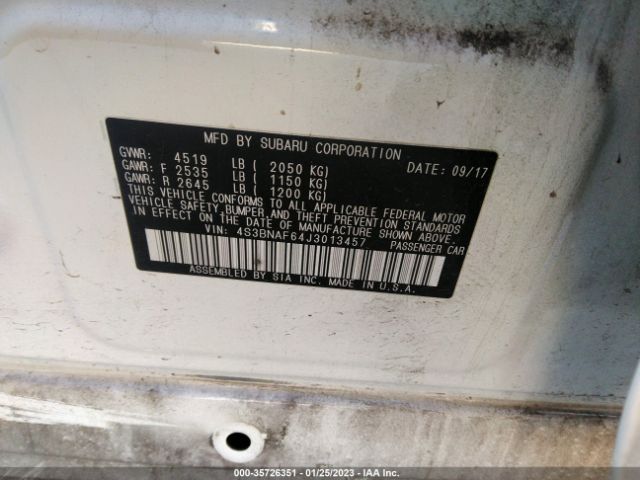 MFD BY SUBARU CORPORATION
GVWR: 4519 LB ( 2050 KG) DATE: 09/17
GAWR: F 2535 LB ( 1150 KG)
GAWR: R 2645 LB ( 1200 KG)
THIS VEHICLE CONFORMS TO ALL APPLICABLE FEDERAL MOTOR
VEHICLE SAFETY,BUMPER,AND THEFT PREVENTION STANDARDS
IN EFFECT ON THE DATE OF MANUFACTURE SHOWN ABOVE.
VIN: 4S3BNAF64J3013457 PASSENGER CAR
ASSEMBLED BY SIA INC. MADE IN U.S.A.
000-35726351 - 01/25/2023 - IAA Inc.